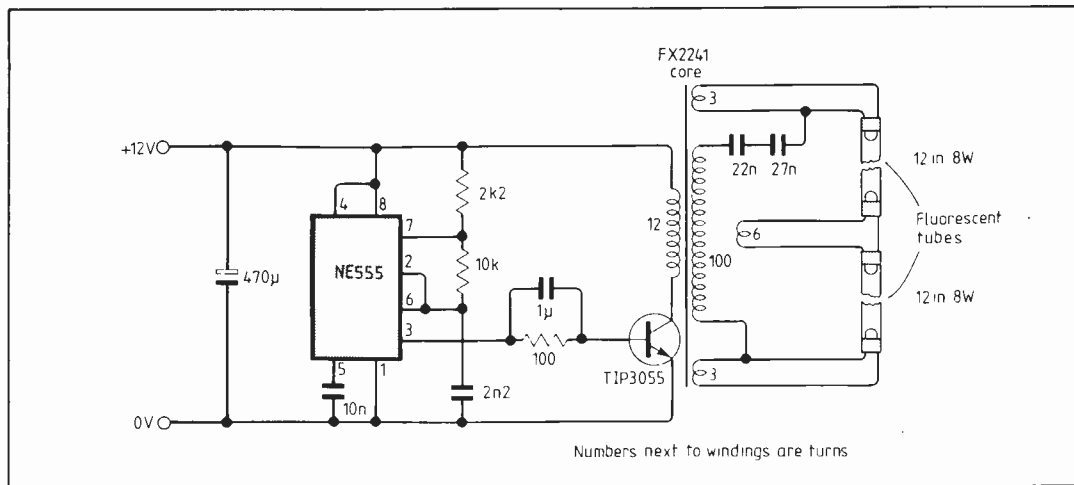 FX2241
core
3
+12V
12 in 8W
22n 27n
2k2
4 8
7
12
Fluorescent
tubes
2
NE555
10k
6
470µ
100
6
1µ
12 in 8W
3
100
TIP3055
3
5 1
10n
2n2
0V
Numbers next to windings are turns